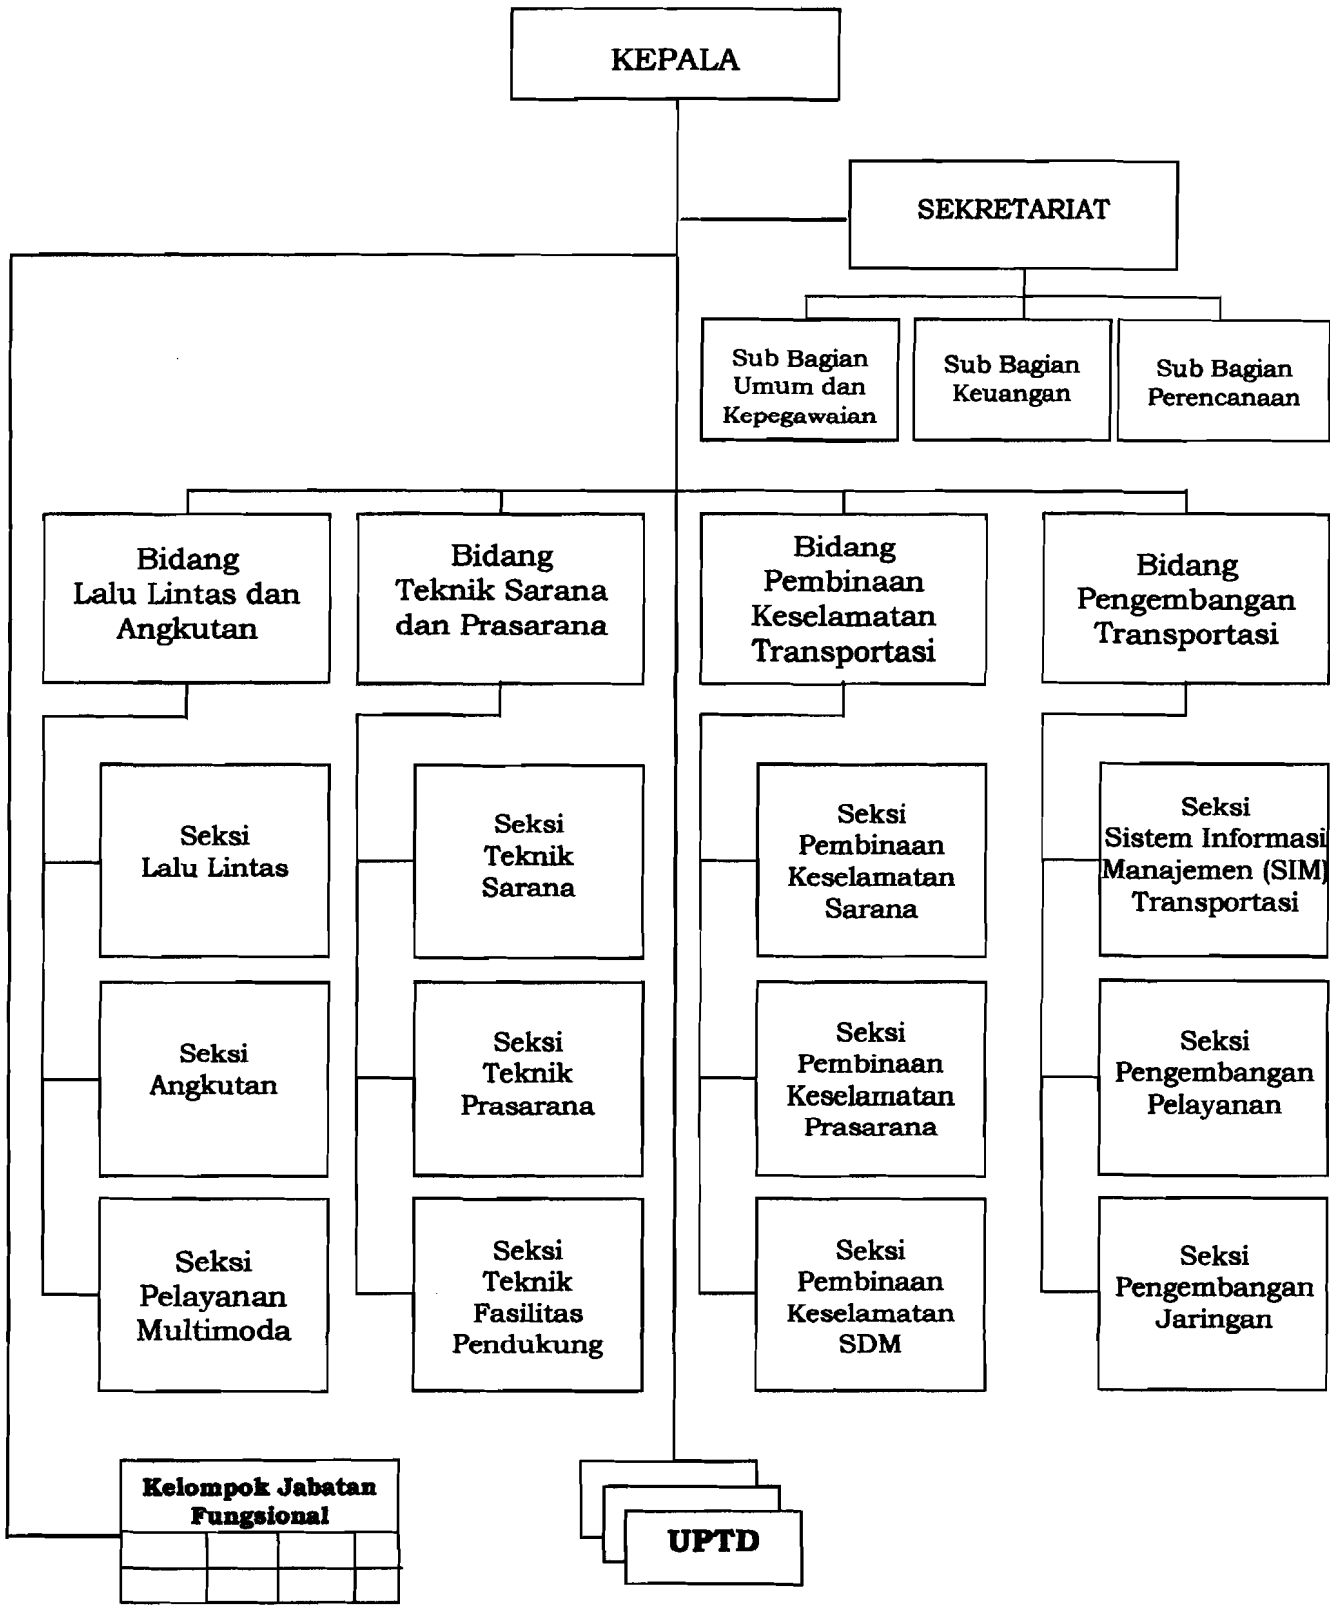 KEPALA
SEKRETARIAT
Sub Bagian
Umum dan
Kepegawaian
Sub Bagian
Keuangan
Sub Bagian
Perencanaan
Bidang
Lalu Lintas dan
Angkutan
Bidang
Teknik Sarana
dan Prasarana
Bidang
Pembinaan
Keselamatan
Transportasi
Bidang
Pengembangan
Transportasi
Seksi
Lalu Lintas
Seksi
Teknik
Sarana
Seksi
Pembinaan
Keselamatan
Sarana
Seksi
Sistem Informasi
Manajemen (SIM)
Transportasi
Seksi
Angkutan
Seksi
Teknik
Prasarana
Seksi
Pembinaan
Keselamatan
Prasarana
Seksi
Pengembangan
Pelayanan
Seksi
Pelayanan
Multimoda
Seksi
Teknik
Fasilitas
Pendukung
Seksi
Pembinaan
Keselamatan
SDM
Seksi
Pengembangan
Jaringan
Kelompok Jabatan
Fungsional
UPTD